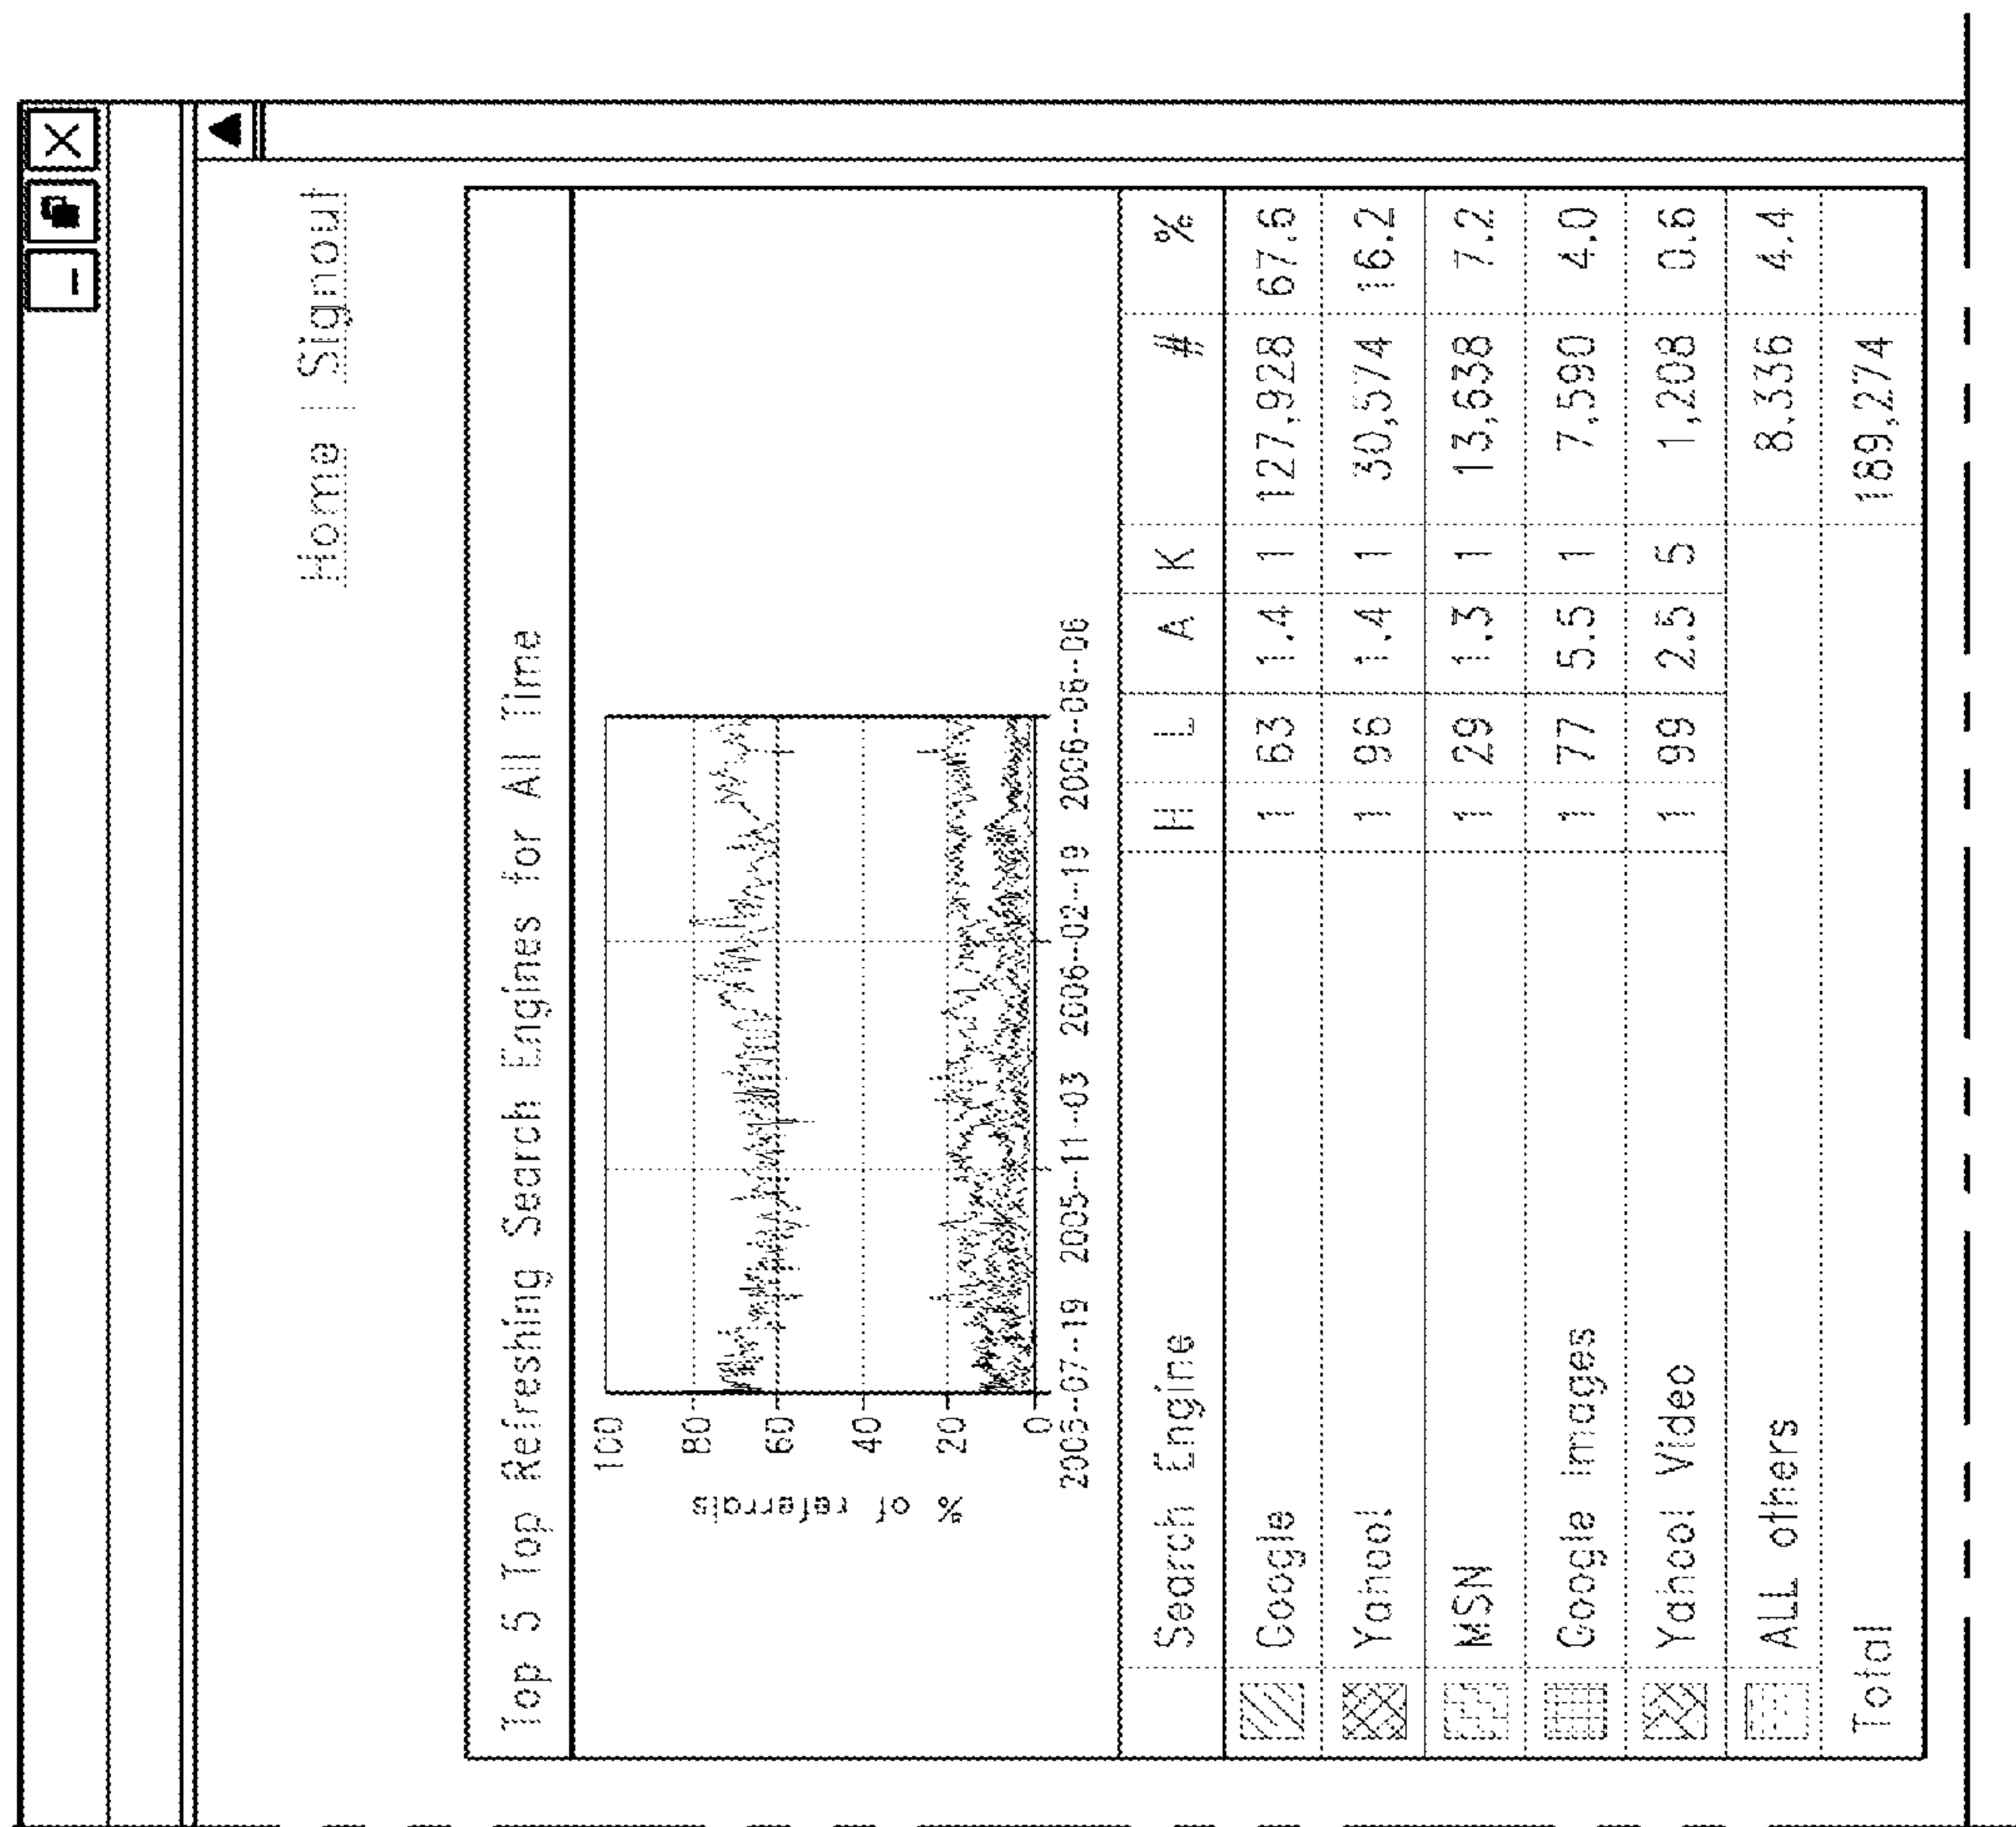 Home | Signout
Top 5 Top Refreshing Search Engines for All Time
% of referrals
100
80
60
40
20
0
2005--07--19 2005--11--03 2006--02--19 2006--06--06
Search Engine H L A K # %
Google 1 63 1.4 1 127,928 67.6
Yahoo! 1 96 1.4 1 30,574 16.2
MSN 1 29 1.3 1 13,638 7.2
Google Images 1 77 5.5 1 7,590 4.0
Yahoo! Video 1 99 2.5 5 1,208 0.6
ALL others 8,336 4.4
Total 189,274